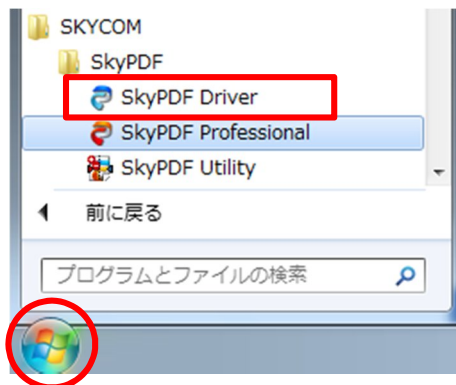 SKYCOM
SkyPDF
SkyPDF Driver
SkyPDF Professional
SkyPDF Utility
前に戻る
プログラムとファイルの検索